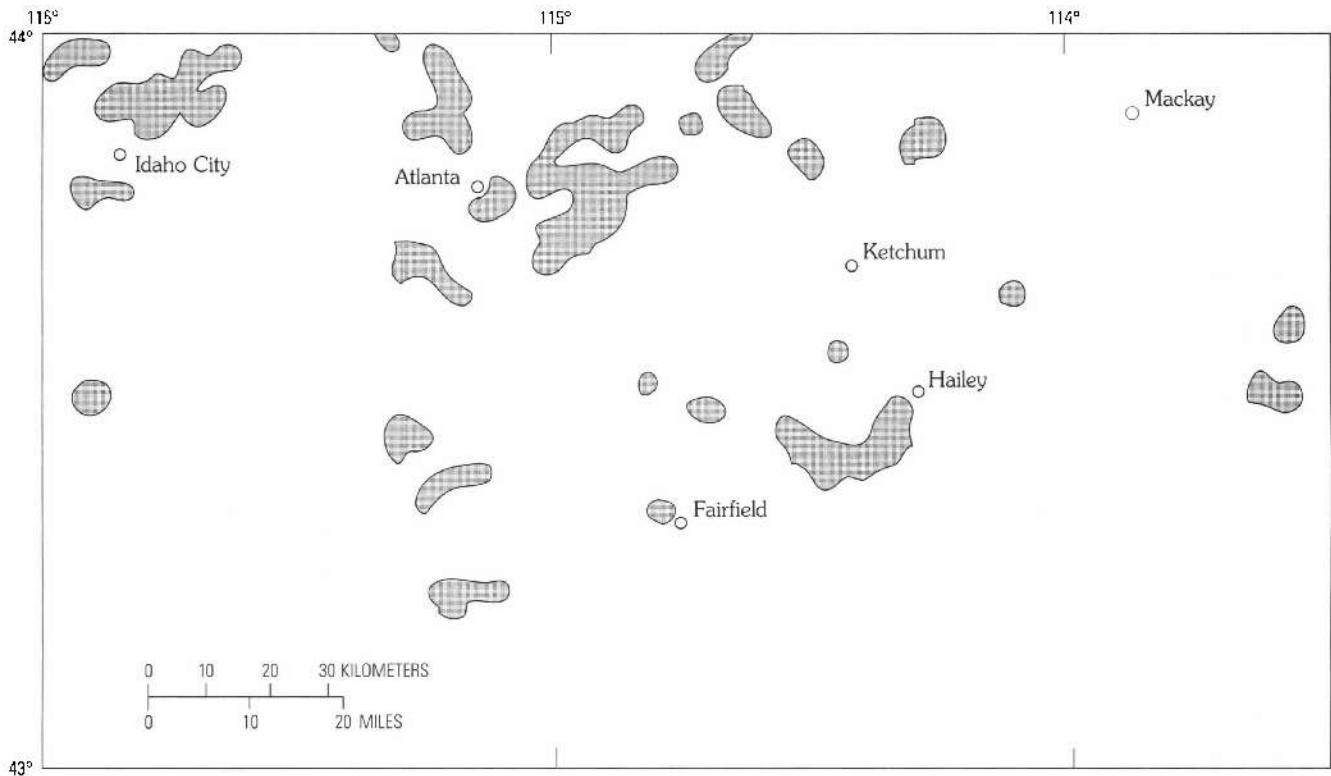 116° 115° 114°
44°
Mackay
Idaho City
Atlanta
Ketchum
Hailey
Fairfield
0 10 20 30 KILOMETERS
0 10 20 MILES
43°